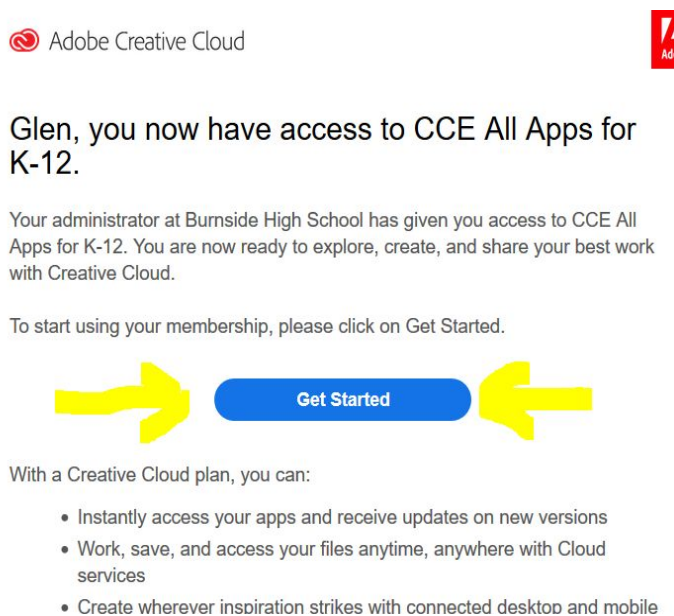 Adobe Creative Cloud
Glen, you now have access to CCE All Apps for
K-12.
Your administrator at Burnside High School has given you access to CCE All
Apps for K-12. You are now ready to explore, create, and share your best work
with Creative Cloud.
To start using your membership, please click on Get Started.
Get Started
With a Creative Cloud plan, you can:
• Instantly access your apps and receive updates on new versions
• Work, save, and access your files anytime, anywhere with Cloud
services
• Create wherever inspiration strikes with connected desktop and mobile